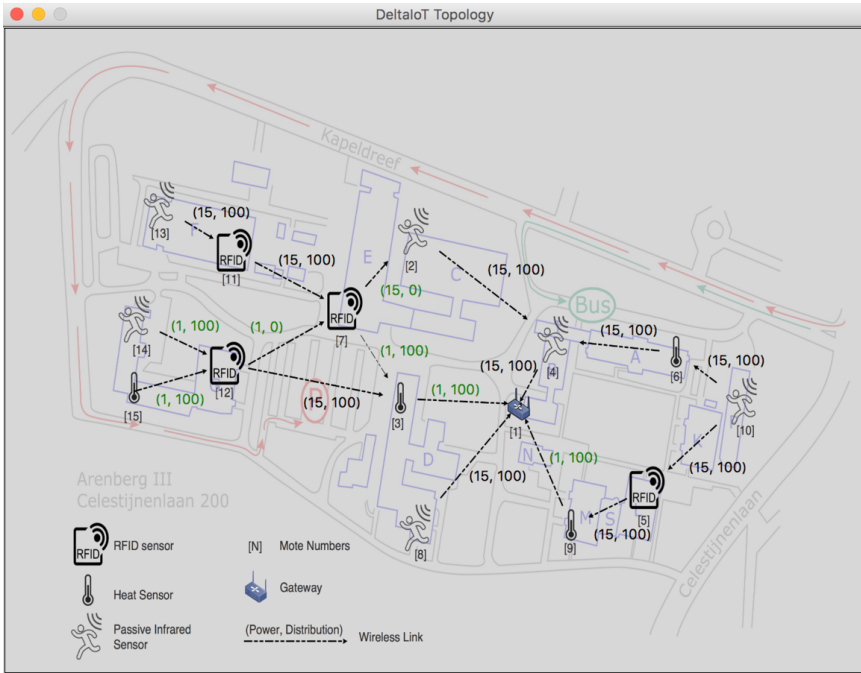 DeltaIoT Topology
Kapeldreef
(15, 100)
[13]
F
RFID
[11]
(15, 100)
E
[2]
C
(15, 100)
(15, 0)
Bus
RFID
[7]
(1, 100)
[14]
(1, 0)
(1, 100)
(15, 100)
[4]
A
(15, 100)
[6]
(15, 100)
RFID
[12]
[15]
(1, 100)
P
(15, 100)
[3]
(1, 100)
[1]
[10]
K
D
N
(15, 100)
(1, 100)
(15, 100)
Arenberg III
Celestijnenlaan 200
RFID
[5]
M
S
(15, 100)
[8]
[9]
Celestijnenlaan
RFID
RFID sensor
[N]
Mote Numbers
Heat Sensor
Gateway
Passive Infrared
Sensor
(Power, Distribution)
Wireless Link